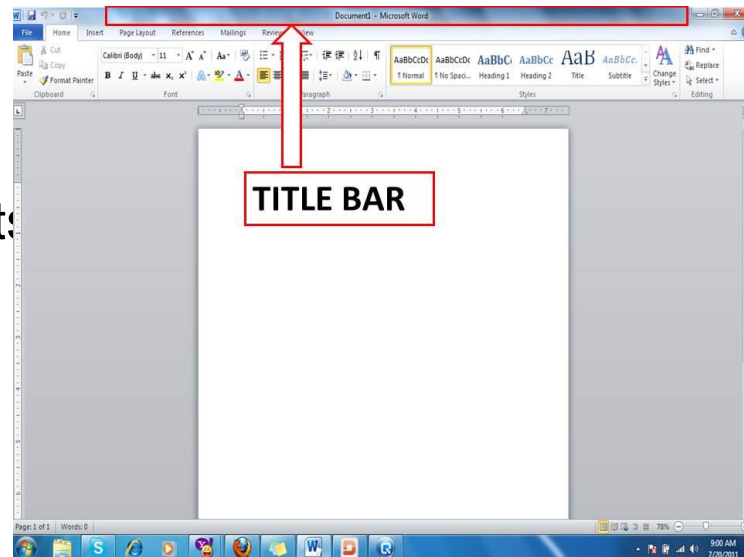 Document1 - Microsoft Word
File Home Insert Page Layout References Mailings Review View
Paste
Cut
Copy
Format Painter
Clipboard
Calibri (Body) 11
Font
Paragraph
AaBbCcDc AaBbCcDc AaBbC AaBbCc AaB AaBbCc.
¶ Normal ¶ No Spaci... Heading 1 Heading 2 Title Subtitle
Change
Styles
Styles
Find
Replace
Select
Editing
TITLE BAR
ts
Page: 1 of 1 Words: 0
78%
9:00 AM
7/20/2011